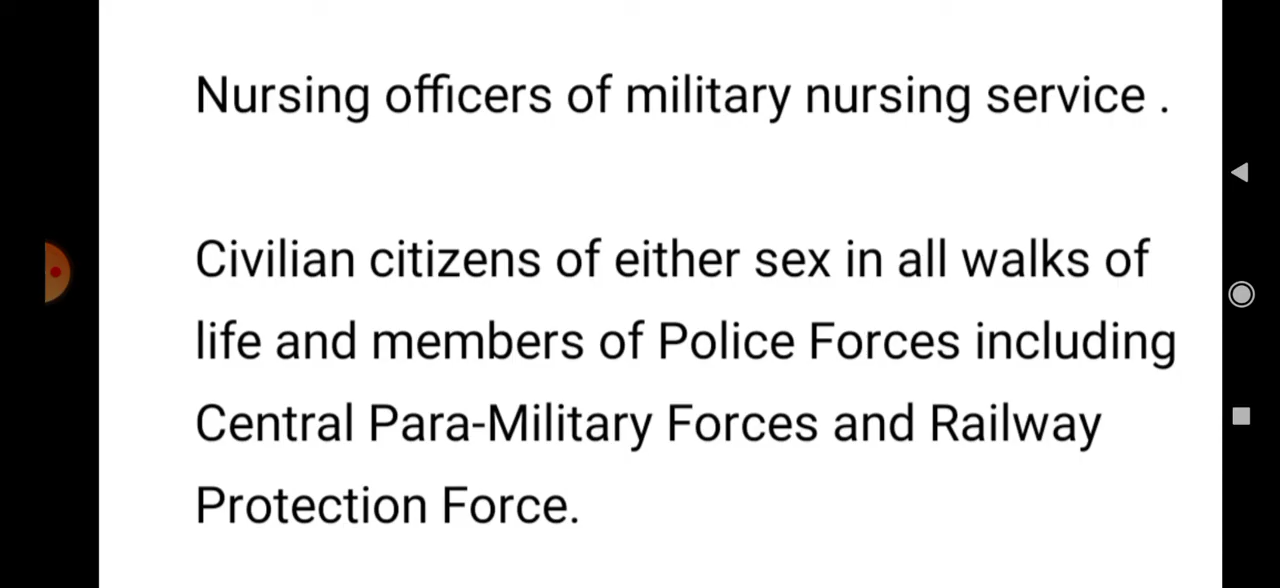 Nursing officers of military nursing service .
Civilian citizens of either sex in all walks of
life and members of Police Forces including
Central Para-Military Forces and Railway
Protection Force.